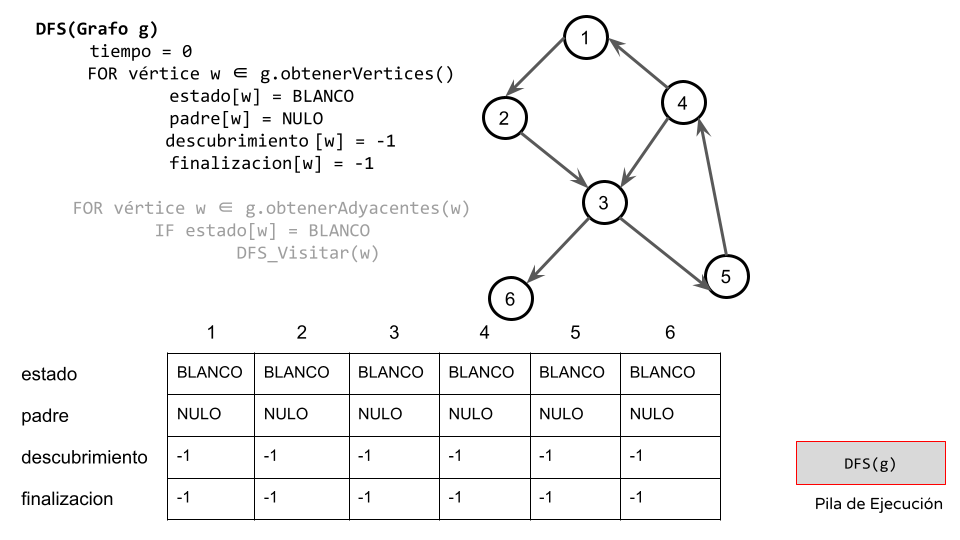 DFS(Grafo g)
tiempo = 0
FOR vértice w ∈ g.obtenerVertices()
estado[w] = BLANCO
padre[w] = NULO
descubrimiento [w] = -1
finalizacion[w] = -1
FOR vértice w ∈ g.obtenerAdyacentes(w)
IF estado[w] = BLANCO
DFS_Visitar(w)
1
4
2
3
5
6
1 2 3 4 5 6
estado BLANCO BLANCO BLANCO BLANCO BLANCO BLANCO
padre NULO NULO NULO NULO NULO NULO
descubrimiento -1 -1 -1 -1 -1 -1
finalizacion -1 -1 -1 -1 -1 -1
DFS(g)
Pila de Ejecución